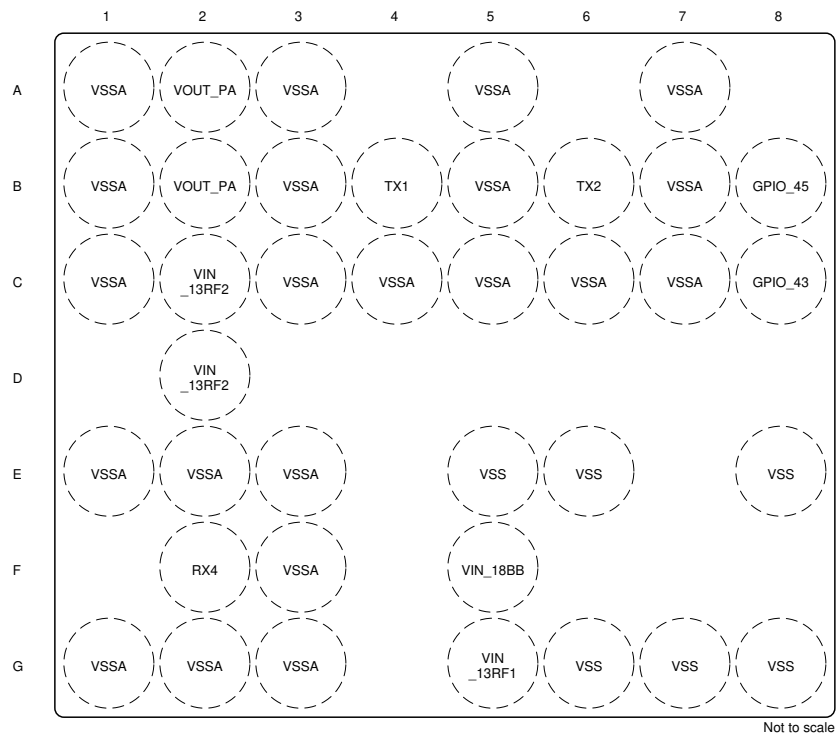 1 2 3 4 5 6 7 8
A VSSA VOUT_PA VSSA VSSA VSSA
B VSSA VOUT_PA VSSA TX1 VSSA TX2 VSSA GPIO_45
C VSSA VIN _13RF2 VSSA VSSA VSSA VSSA VSSA GPIO_43
D VIN _13RF2
E VSSA VSSA VSSA VSS VSS VSS
F RX4 VSSA VIN_18BB
G VSSA VSSA VSSA VIN _13RF1 VSS VSS VSS
Not to scale